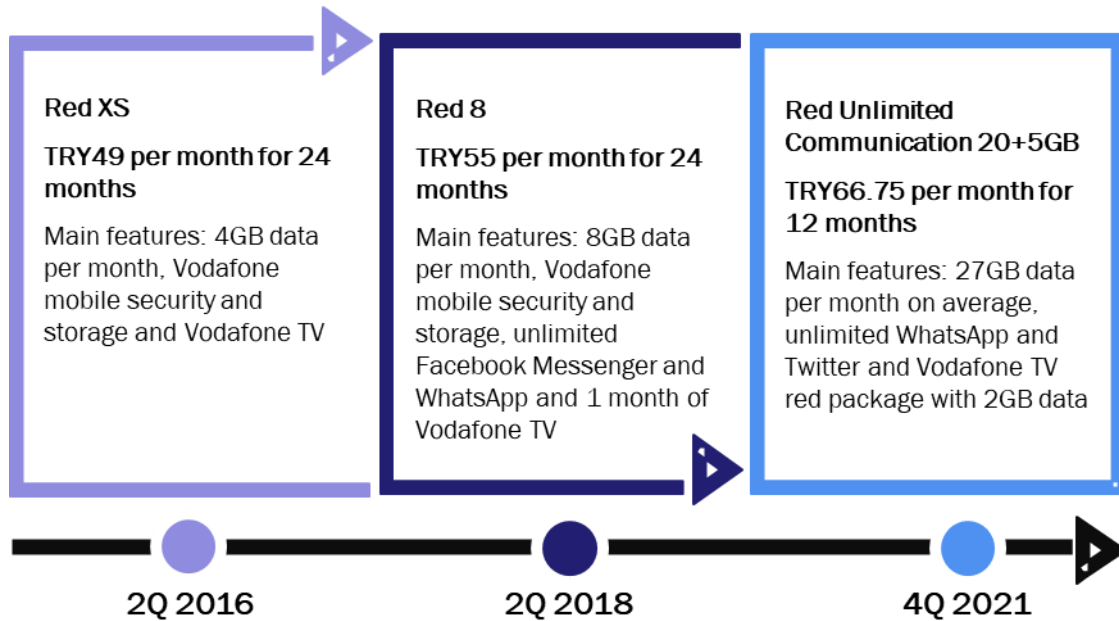 Red XS
TRY49 per month for 24
months
Main features: 4GB data
per month, Vodafone
mobile security and
storage and Vodafone TV
Red 8
TRY55 per month for 24
months
Main features: 8GB data
per month, Vodafone
mobile security and
storage, unlimited
Facebook Messenger and
WhatsApp and 1 month of
Vodafone TV
Red Unlimited
Communication 20+5GB
TRY66.75 per month for
12 months
Main features: 27GB data
per month on average,
unlimited WhatsApp and
Twitter and Vodafone TV
red package with 2GB data
2Q 2016
2Q 2018
4Q 2021